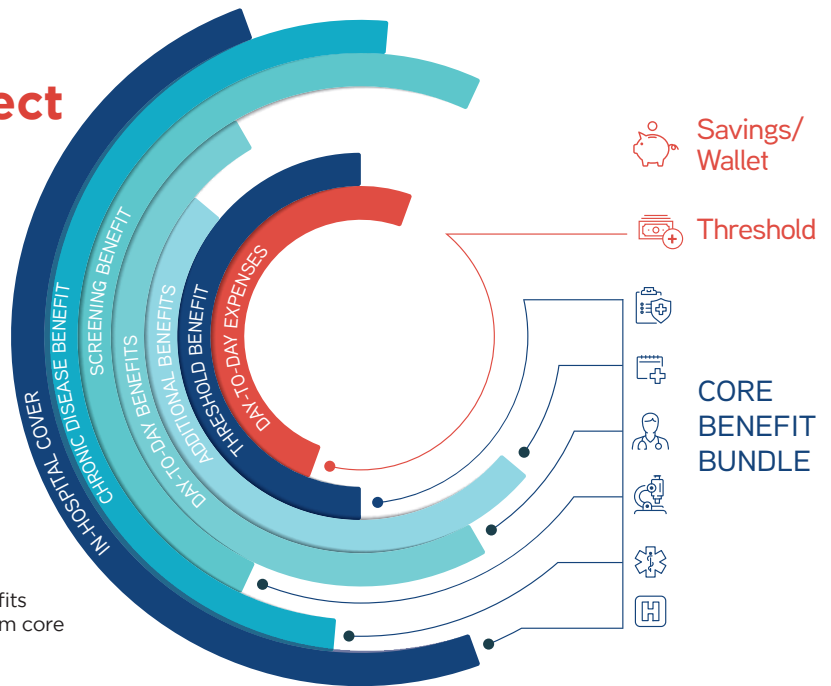 ect
IN-HOSPITAL COVER
CHRONIC DISEASE BENEFIT
SCREENING BENEFIT
DAY-TO-DAY BENEFITS
ADDITIONAL BENEFITS
THRESHOLD BENEFIT
DAY-TO-DAY EXPENSES
Savings/
Wallet
Threshold
H
CORE
BENEFIT
BUNDLE
fits
m core